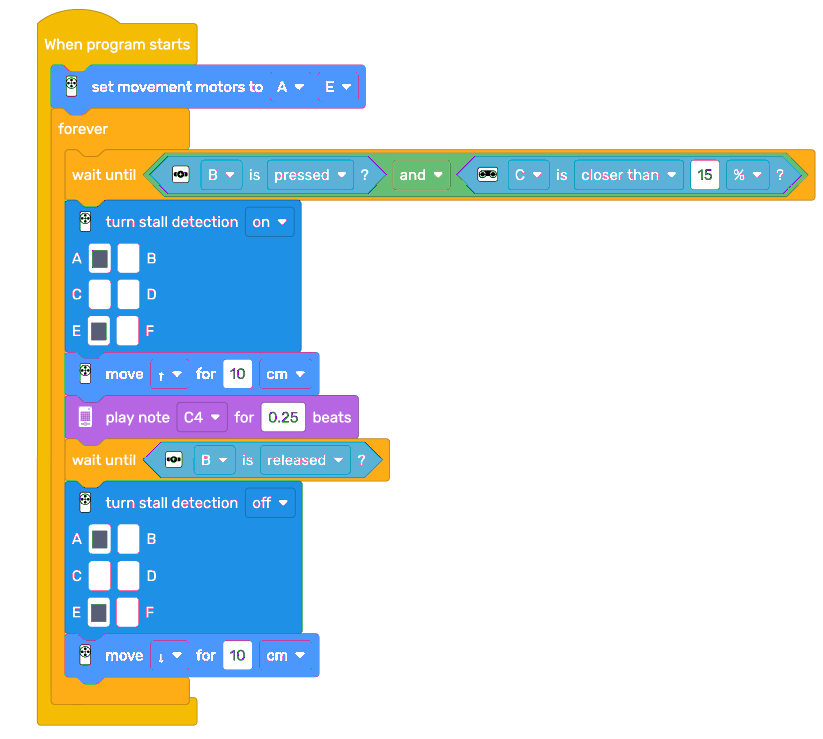 When program starts
set movement motors to A E
forever
wait until B is pressed ? and C is closer than 15 % ?
turn stall detection on
A B
C D
E F
move ↑ for 10 cm
play note C4 for 0.25 beats
wait until B is released ?
turn stall detection off
A B
C D
E F
move ↓ for 10 cm